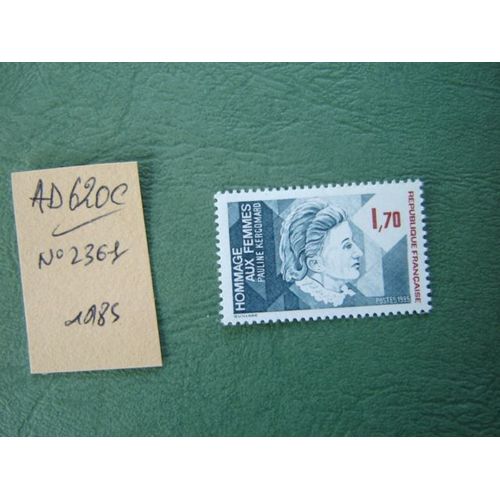 AD620C
N°2361
1985
HOMMAGE
AUX FEMMES
PAULINE KERGOMARD
1,70
REPUBLIQUE FRANÇAISE
POSTES 1985